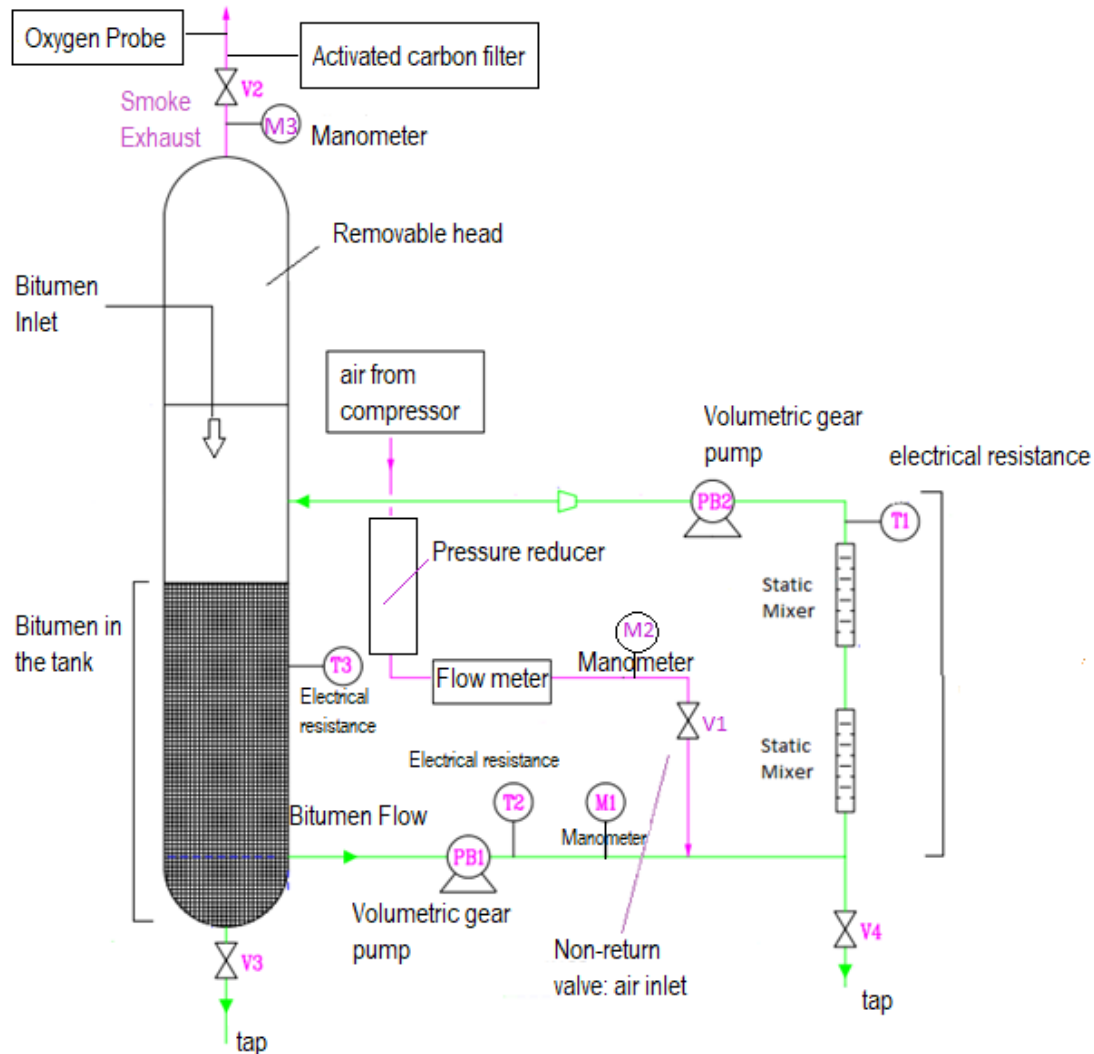 Oxygen Probe
Activated carbon filter
V2
Smoke
Exhaust
M3
Manometer
Removable head
Bitumen
Inlet
air from
compressor
Volumetric gear
pump
electrical resistance
PB2
T1
Pressure reducer
Static
Mixer
Bitumen in
the tank
M2
Manometer
T3
Flow meter
Electrical
resistance
V1
Static
Mixer
Electrical resistance
Bitumen Flow
T2
M1
Manometer
PB1
Volumetric gear
pump
V4
Non-return
valve: air inlet
V3
tap
tap